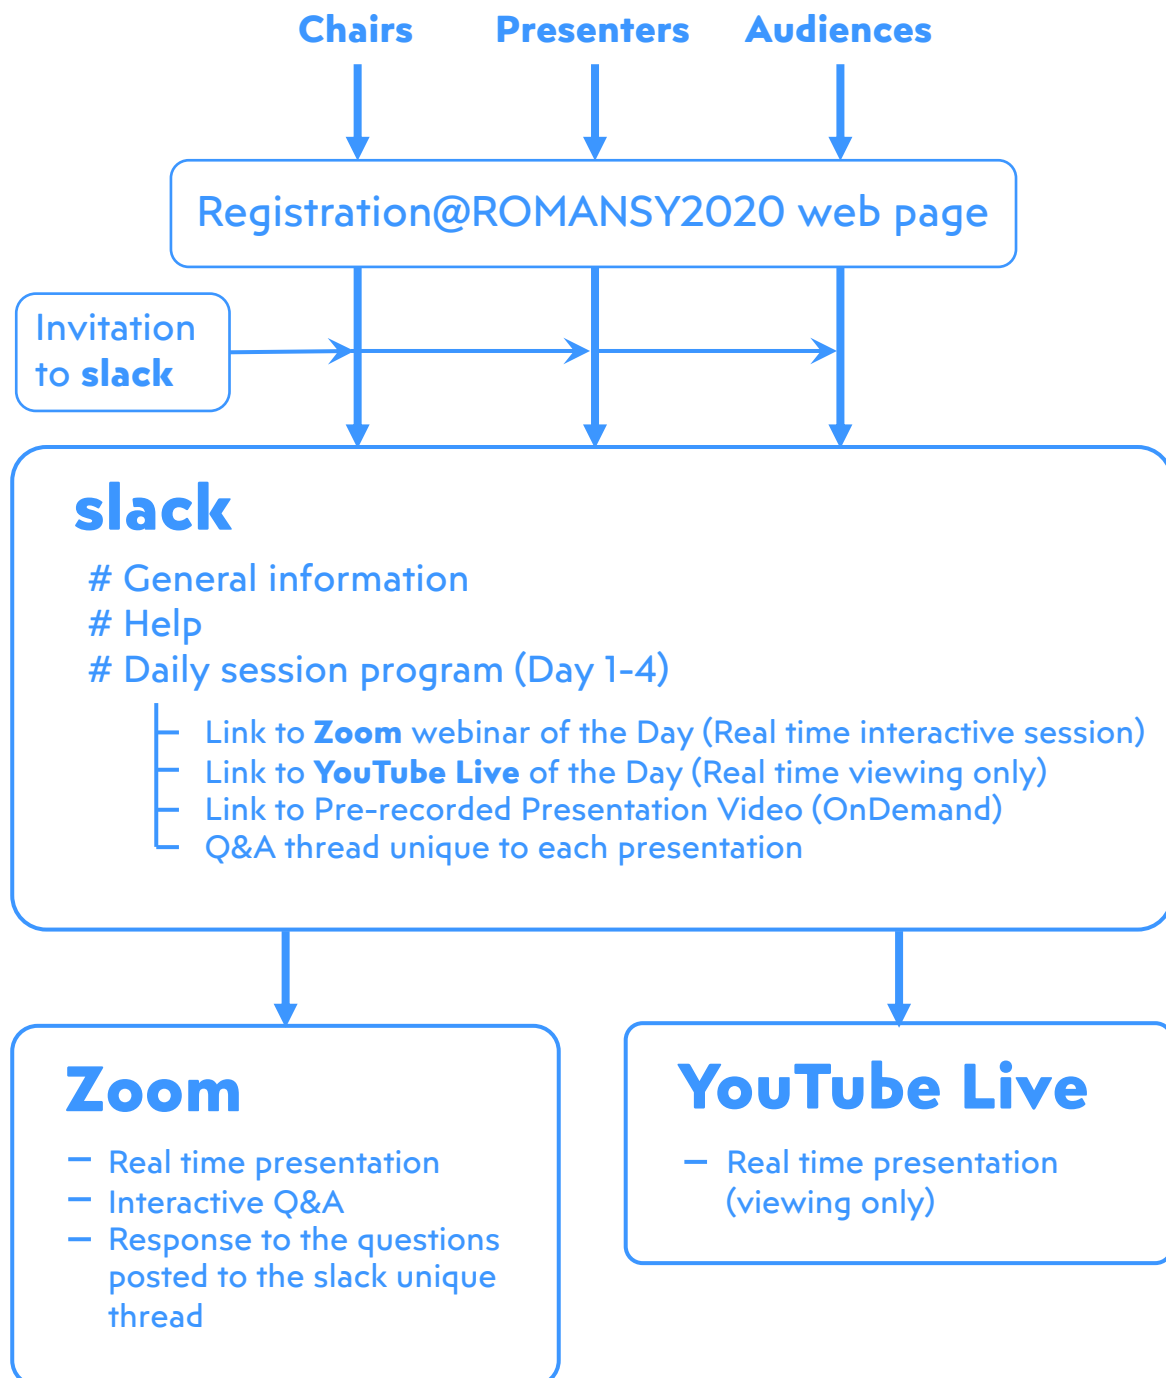 Chairs Presenters Audiences
Registration@ROMANSY2020 web page
Invitation
to slack
slack
# General information
# Help
# Daily session program (Day 1-4)
Link to Zoom webinar of the Day (Real time interactive session)
Link to YouTube Live of the Day (Real time viewing only)
Link to Pre-recorded Presentation Video (OnDemand)
Q&A thread unique to each presentation
Zoom
– Real time presentation
– Interactive Q&A
– Response to the questions
posted to the slack unique
thread
YouTube Live
– Real time presentation
(viewing only)